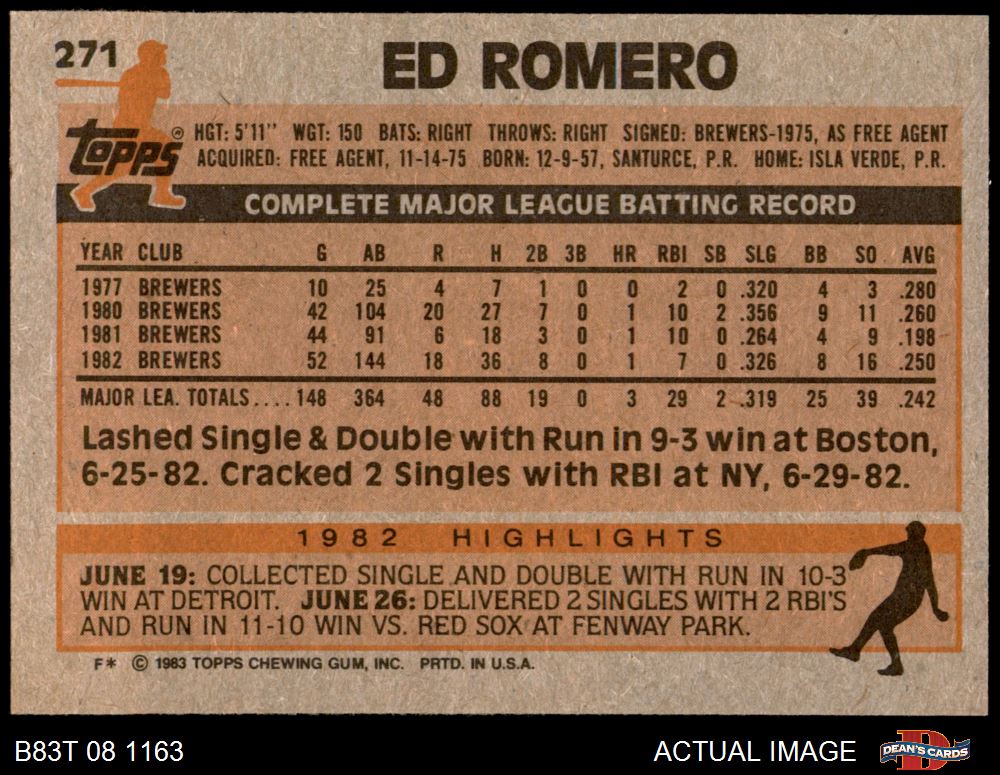 271
ED ROMERO
topps® HGT: 5'11" WGT: 150 BATS: RIGHT THROWS: RIGHT SIGNED: BREWERS-1975, AS FREE AGENT
ACQUIRED: FREE AGENT, 11-14-75 BORN: 12-9-57, SANTURCE, P.R. HOME: ISLA VERDE, P.R.
COMPLETE MAJOR LEAGUE BATTING RECORD
YEAR CLUB G AB R H 2B 3B HR RBI SB SLG BB SO AVG
1977 BREWERS 10 25 4 7 1 0 0 2 0 .320 4 3 .280
1980 BREWERS 42 104 20 27 7 0 1 10 2 .356 9 11 .260
1981 BREWERS 44 91 6 18 3 0 1 10 0 .264 4 9 .198
1982 BREWERS 52 144 18 36 8 0 1 7 0 .326 8 16 .250
MAJOR LEA. TOTALS....148 364 48 88 19 0 3 29 2 .319 25 39 .242
Lashed Single & Double with Run in 9-3 win at Boston,
6-25-82. Cracked 2 Singles with RBI at NY, 6-29-82.
1982 HIGHLIGHTS
JUNE 19: COLLECTED SINGLE AND DOUBLE WITH RUN IN 10-3
WIN AT DETROIT. JUNE 26: DELIVERED 2 SINGLES WITH 2 RBI'S
AND RUN IN 11-10 WIN VS. RED SOX AT FENWAY PARK.
F* © 1983 TOPPS CHEWING GUM, INC. PRTD. IN U.S.A.
B83T 08 1163 ACTUAL IMAGE D DEAN'S CARDS